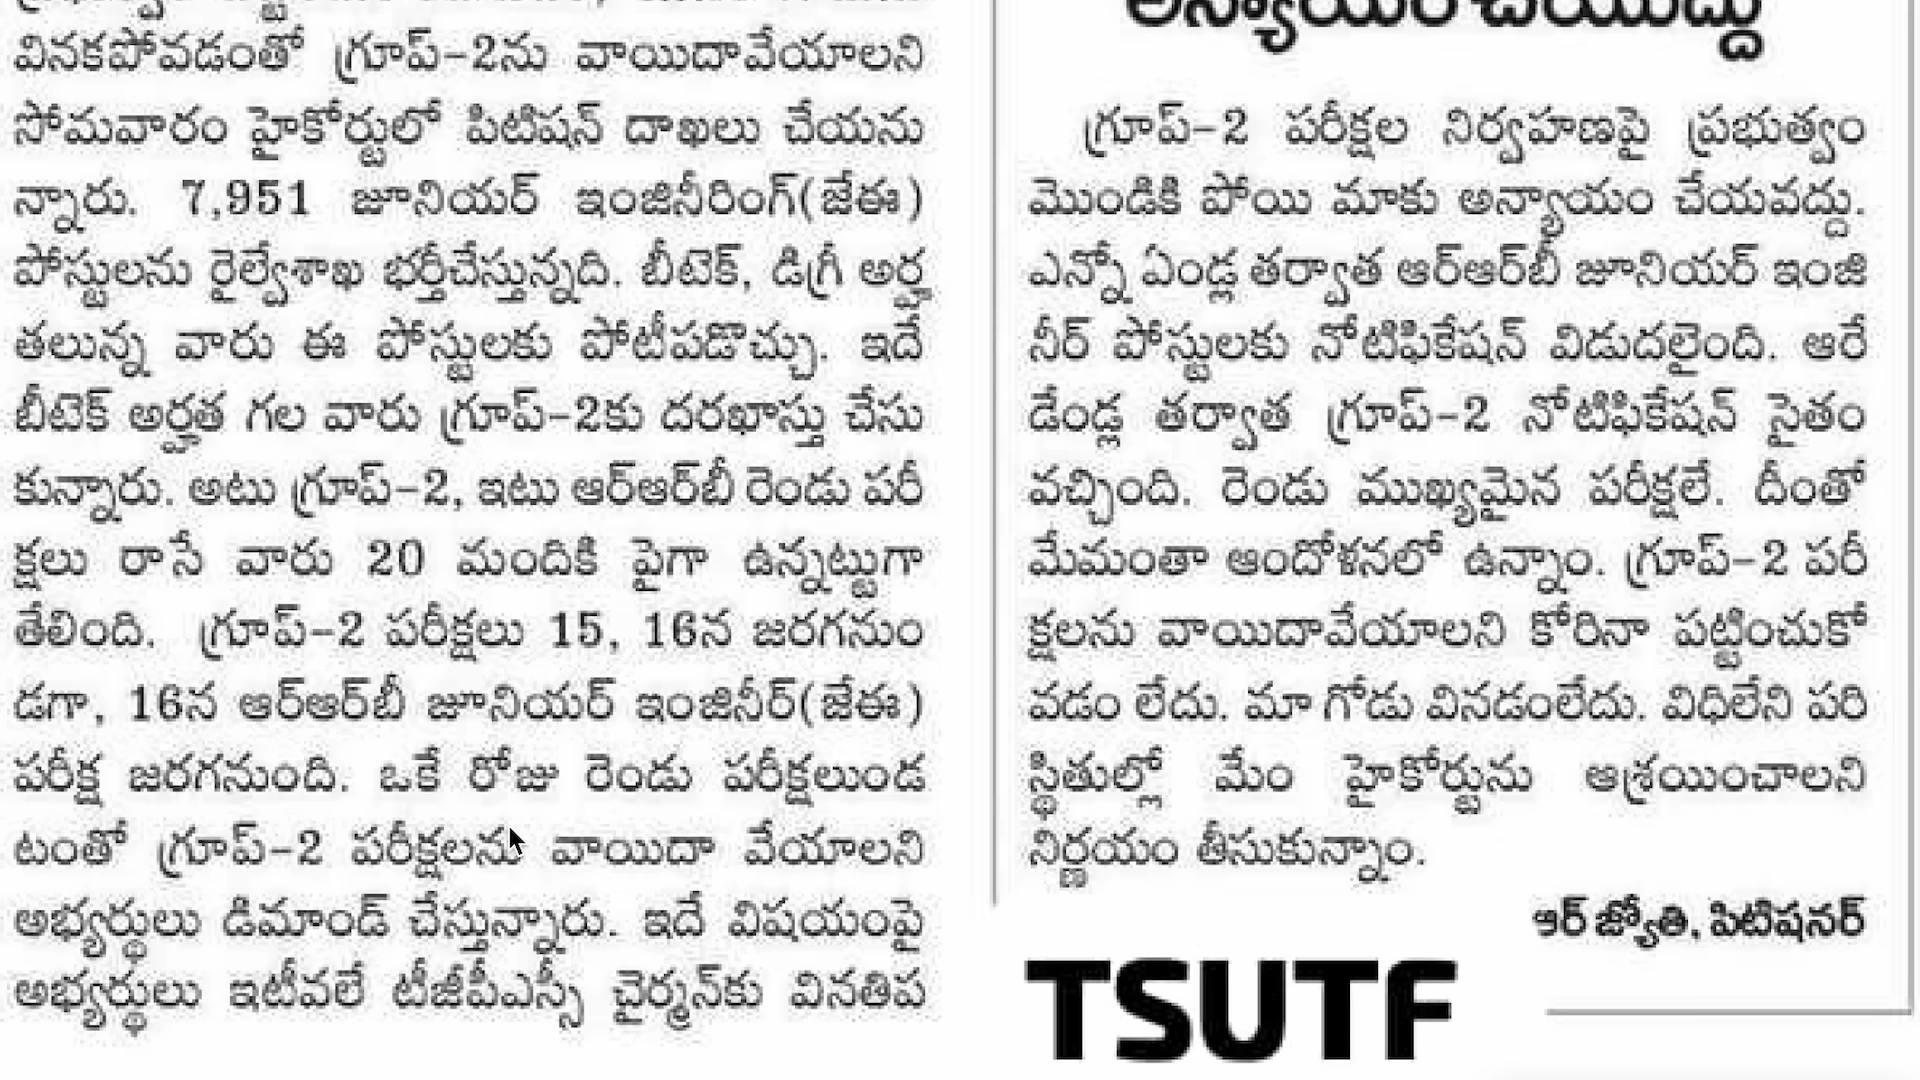 వినకపోవడంతో గ్రూప్-2ను వాయిదావేయాలని
సోమవారం హైకోర్టులో పిటిషన్ దాఖలు చేయను
న్నారు. 7,951 జూనియర్ ఇంజినీరింగ్(జేఈ)
పోస్టులను రైల్వేశాఖ భర్తీచేస్తున్నది. బీటెక్, డిగ్రీ అర్హ
తలున్న వారు ఈ పోస్టులకు పోటీపడొచ్చు. ఇదే
బీటెక్ అర్హత గల వారు గ్రూప్-2కు దరఖాస్తు చేసు
కున్నారు. అటు గ్రూప్-2, ఇటు ఆర్ఆర్‌బీ రెండు పరీ
క్షలు రాసే వారు 20 మందికి పైగా ఉన్నట్టుగా
తేలింది. గ్రూప్-2 పరీక్షలు 15, 16న జరగనుం
డగా, 16న ఆర్ఆర్‌బీ జూనియర్ ఇంజినీర్(జేఈ)
పరీక్ష జరగనుంది. ఒకే రోజు రెండు పరీక్షలుండ
టంతో గ్రూప్-2 పరీక్షలను వాయిదా వేయాలని
అభ్యర్థులు డిమాండ్ చేస్తున్నారు. ఇదే విషయంపై
అభ్యర్థులు ఇటీవలే టీజీపీఎస్సీ చైర్మన్‌కు వినతిప
అన్యాయం చేయొద్దు
గ్రూప్-2 పరీక్షల నిర్వహణపై ప్రభుత్వం
మొండికి పోయి మాకు అన్యాయం చేయవద్దు.
ఎన్నో ఏండ్ల తర్వాత ఆర్ఆర్‌బీ జూనియర్ ఇంజి
నీర్ పోస్టులకు నోటిఫికేషన్ విడుదలైంది. ఆరే
డేండ్ల తర్వాత గ్రూప్-2 నోటిఫికేషన్ సైతం
వచ్చింది. రెండు ముఖ్యమైన పరీక్షలే. దీంతో
మేమంతా ఆందోళనలో ఉన్నాం. గ్రూప్-2 పరీ
క్షలను వాయిదావేయాలని కోరినా పట్టించుకో
వడం లేదు. మా గోడు వినడంలేదు. విధిలేని పరి
స్థితుల్లో మేం హైకోర్టును ఆశ్రయించాలని
నిర్ణయం తీసుకున్నాం.
ఆర్ జ్యోతి, పిటిషనర్
TSUTF